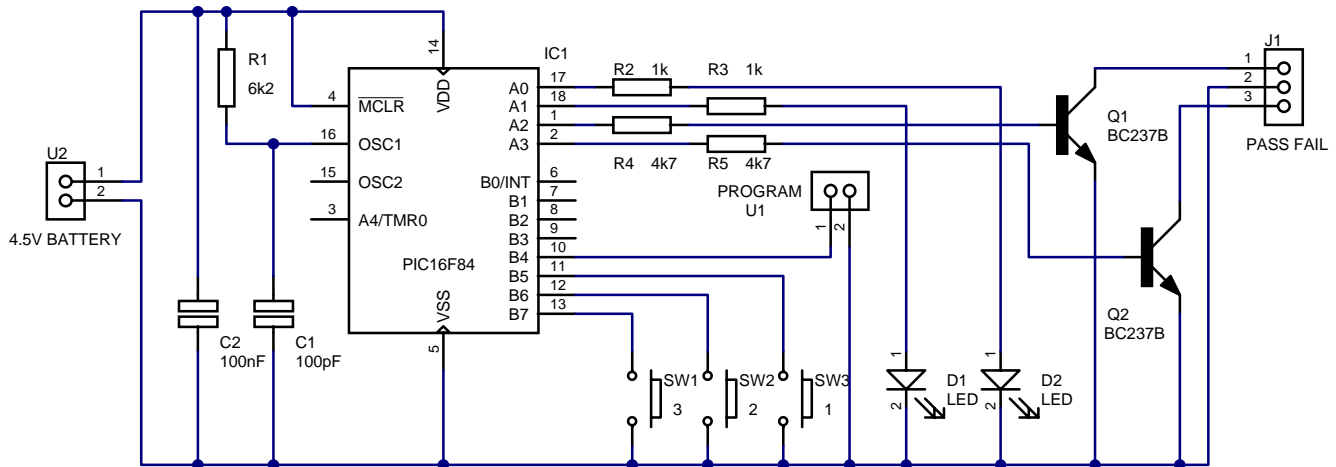 U2
1
2
4.5V BATTERY
R1
6k2
C2
100nF
C1
100pF
IC1
14
VDD
4
MCLR
16
OSC1
15
OSC2
3
A4/TMR0
PIC16F84
VSS
5
A0
17
A1
18
A2
1
A3
2
B0/INT
6
B1
7
B2
8
B3
9
B4
10
B5
11
B6
12
B7
13
R2 1k
R3 1k
R4 4k7
R5 4k7
PROGRAM
U1
1
2
SW1
3
SW2
2
SW3
1
1
2
D1
LED
1
2
D2
LED
Q1
BC237B
Q2
BC237B
J1
1
2
3
PASS FAIL